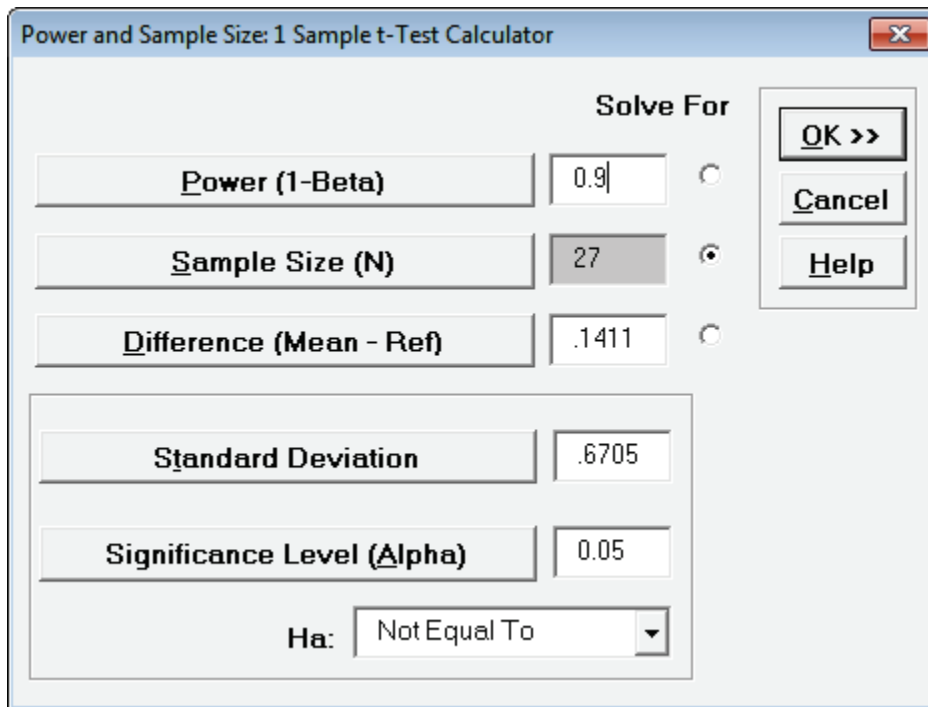 Power and Sample Size: 1 Sample t-Test Calculator
Solve For
OK >>
Power (1-Beta) 0.9
Cancel
Sample Size (N) 27
Help
Difference (Mean - Ref) .1411
Standard Deviation .6705
Significance Level (Alpha) 0.05
Ha: Not Equal To